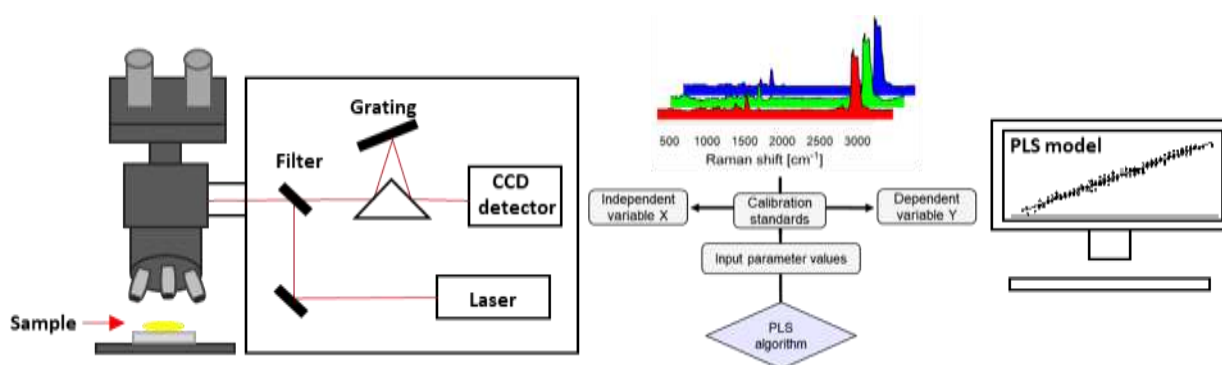 Grating
Filter
CCD
detector
Laser
Sample
500 1000 1500 2000 2500 3000
Raman shift [cm⁻¹]
Independent
variable X
Calibration
standards
Dependent
variable Y
Input parameter values
PLS
algorithm
PLS model